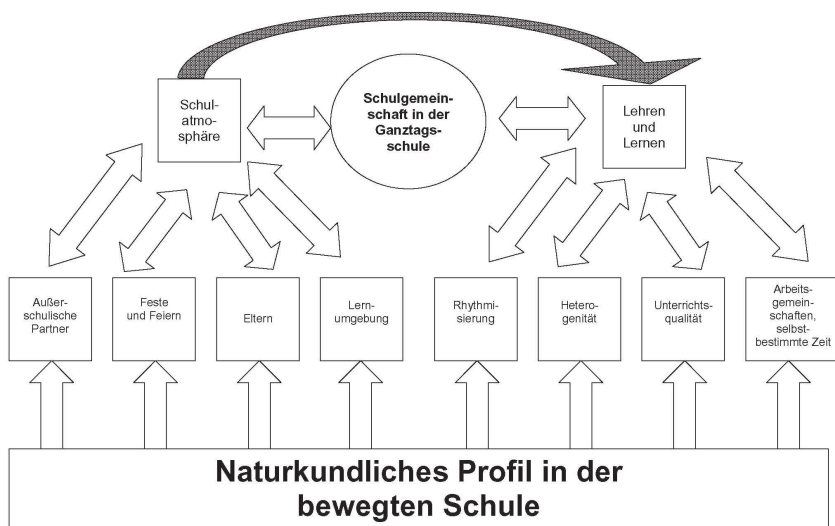 Schul-
atmo-
sphäre
Schulgemein-
schaft in der
Ganztags-
schule
Lehren
und
Lernen
Außer-
schulische
Partner
Feste
und Feiern
Eltern
Lern-
umgebung
Rhythmi-
sierung
Hetero-
genität
Unterrichts-
qualität
Arbeits-
gemein-
schaften,
selbst-
bestimmte Zeit
Naturkundliches Profil in der
bewegten Schule